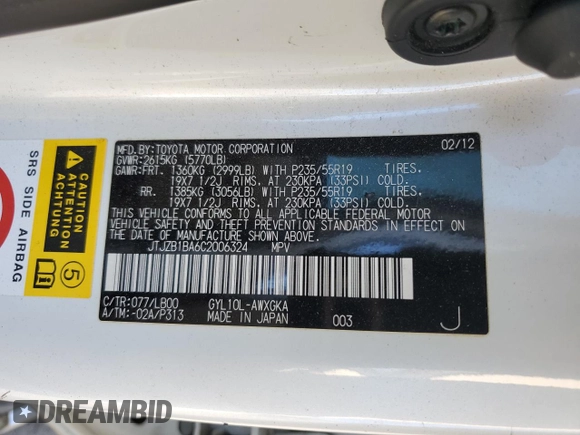 SRS SIDE AIRBAG
CAUTION
ATTENTION
5
MFD. BY: TOYOTA MOTOR CORPORATION 02/12
GVWR: 2615KG (5770LB)
GAWR: FRT. 1360KG (2999LB) WITH P235/55R19 TIRES.
19X7 1/2J RIMS. AT 230KPA (33PSI) COLD.
RR. 1385KG (3056LB) WITH P235/55R19 TIRES.
19X7 1/2J RIMS. AT 230KPA (33PSI) COLD.
THIS VEHICLE CONFORMS TO ALL APPLICABLE FEDERAL MOTOR
VEHICLE SAFETY AND THEFT PREVENTION STANDARDS IN EFFECT ON
THE DATE OF MANUFACTURE SHOWN ABOVE.
JTJZB1BA6C2006324 MPV
C/TR: 077/LB00 GYL10L-AWXGKA
A/TM: -02A/P313 MADE IN JAPAN 003 J
DREAMBID